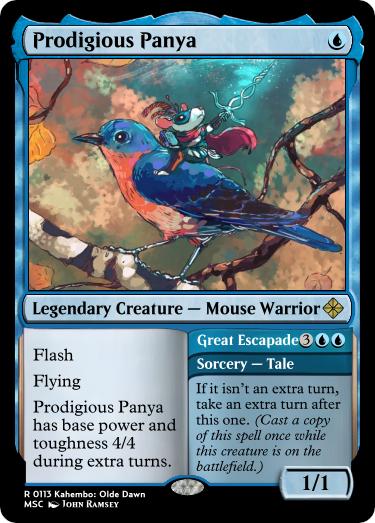 Prodigious Panya
Legendary Creature — Mouse Warrior
Flash
Flying
Prodigious Panya
has base power and
toughness 4/4
during extra turns.
Great Escapade 3
Sorcery — Tale
If it isn't an extra turn,
take an extra turn after
this one. (Cast a copy
of this spell once while
this creature is on the
battlefield.)
1/1
R 0113 Kahembo: Olde Dawn
MSC John Ramsey